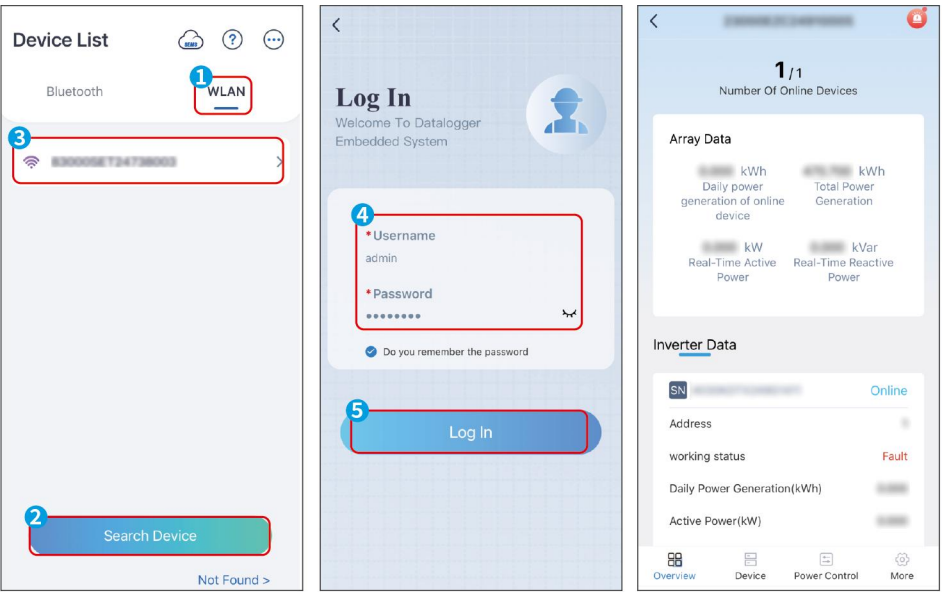 Device List
DEMO
?
Bluetooth
1
WLAN
3
2
Search Device
Not Found >
Log In
Welcome To Datalogger
Embedded System
4
*Username
admin
*Password
Do you remember the password
5
Log In
1/1
Number Of Online Devices
Array Data
kWh
Daily power
generation of online
device
kWh
Total Power
Generation
kW
Real-Time Active
Power
kVar
Real-Time Reactive
Power
Inverter Data
SN
Online
Address
working status Fault
Daily Power Generation(kWh)
Active Power(kW)
Overview Device Power Control More